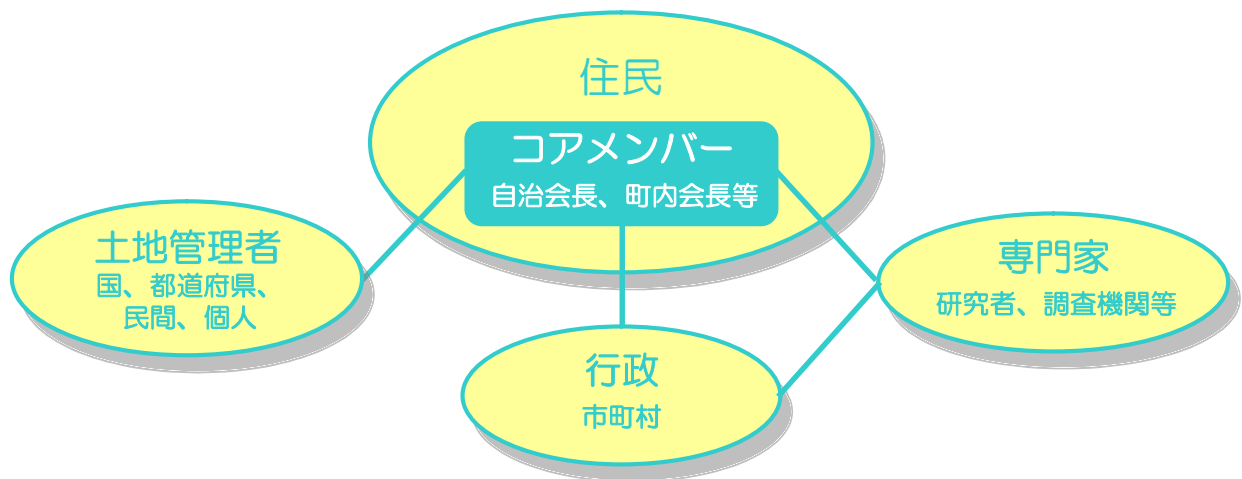 住民
コアメンバー
自治会長、町内会長等
土地管理者
国、都道府県、
民間、個人
専門家
研究者、調査機関等
行政
市町村